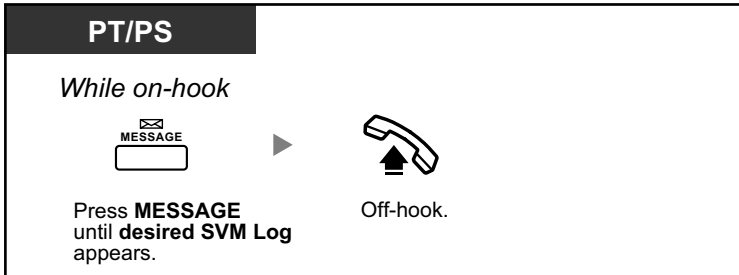 PT/PS
While on-hook
MESSAGE
Press MESSAGE
until desired SVM Log
appears.
Off-hook.